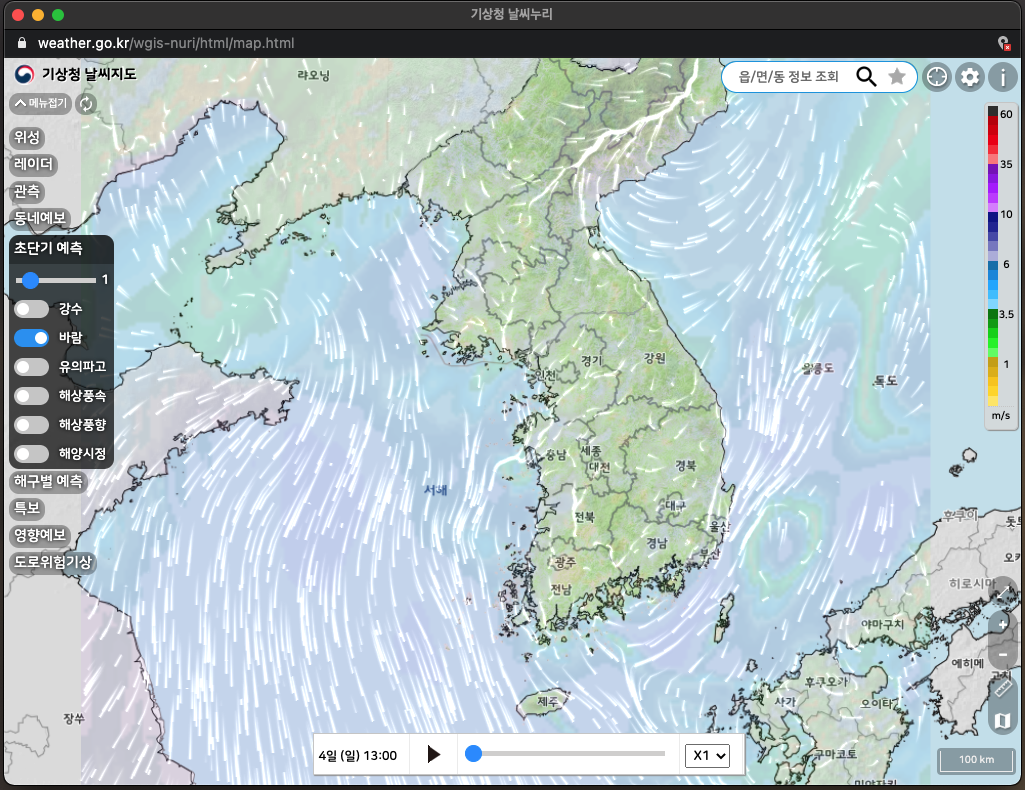 기상청 날씨누리
weather.go.kr/wgis-nuri/html/map.html
기상청 날씨지도
메뉴접기
읍/면/동 정보 조회
위성
레이더
관측
동네예보
초단기 예측
1
강수
바람
유의파고
해상풍속
해상풍향
해양시정
해구별 예측
특보
영향예보
도로위험기상
랴오닝
경기
강원
인천
울릉도
독도
충남
세종
대전
경북
서해
전북
대구
울산
경남
부산
광주
전남
제주
장쑤
후쿠이
돗토
오카
히로시마
야마구치
에히메
고치
후쿠오카
사가
오이타
구마모토
미야자키
60
35
10
6
3.5
1
m/s
4일 (일) 13:00
X1
100 km